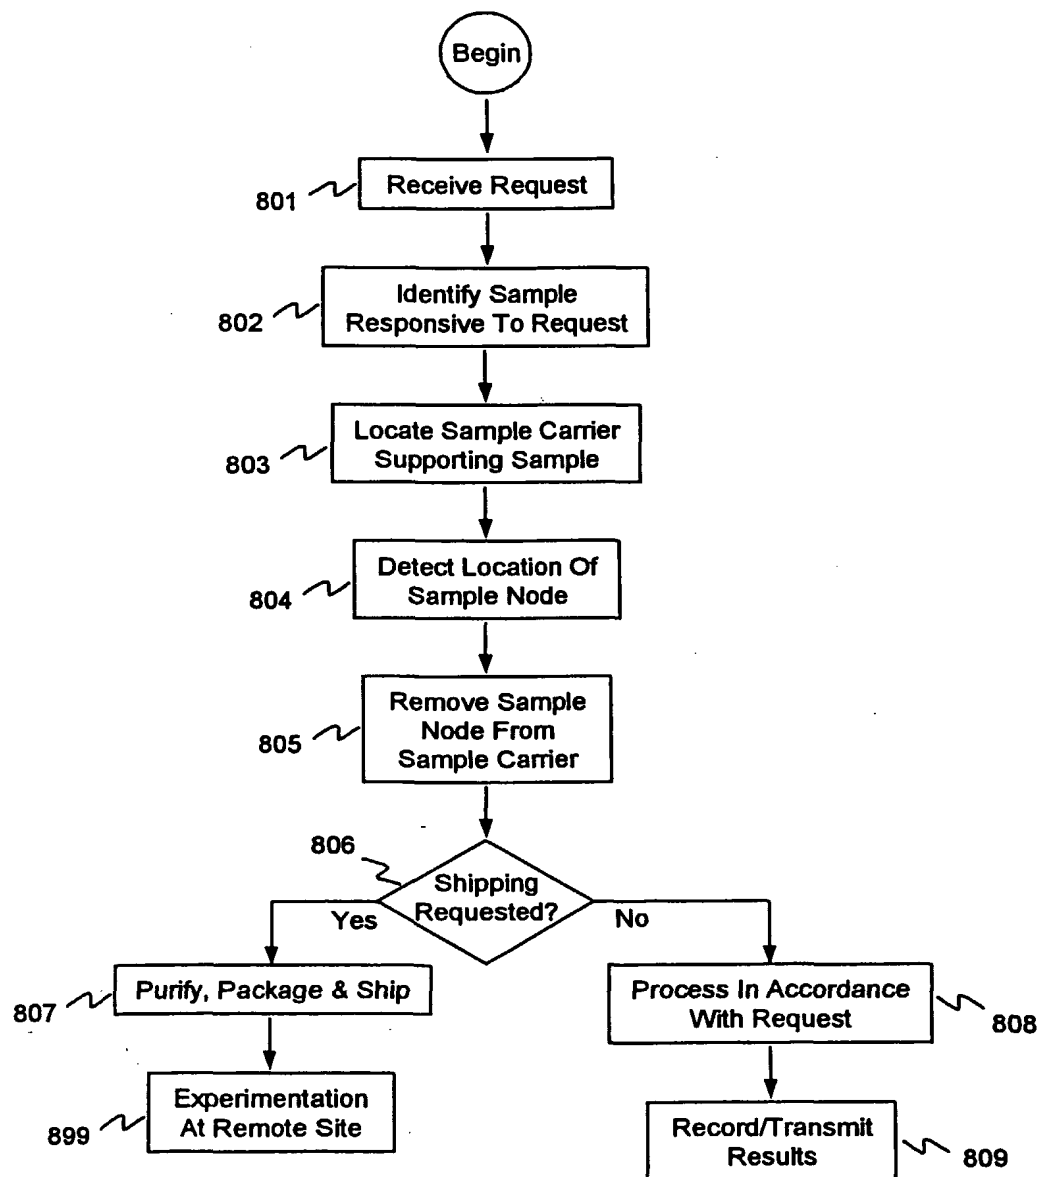 Begin
801
Receive Request
802
Identify Sample
Responsive To Request
803
Locate Sample Carrier
Supporting Sample
804
Detect Location Of
Sample Node
805
Remove Sample
Node From
Sample Carrier
806
Shipping
Requested?
Yes
No
807
Purify, Package & Ship
Process In Accordance
With Request
808
899
Experimentation
At Remote Site
Record/Transmit
Results
809